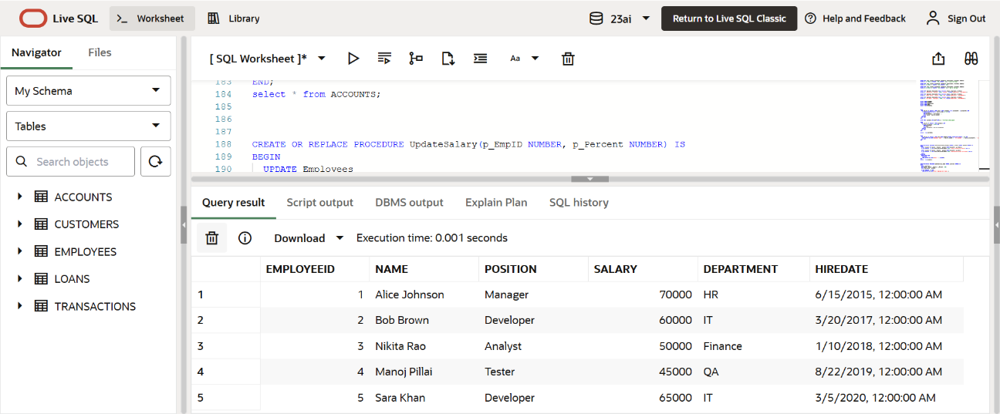 Live SQL
Worksheet
Library
23ai
Return to Live SQL Classic
Help and Feedback
Sign Out
Navigator
Files
My Schema
Tables
Search objects
ACCOUNTS
CUSTOMERS
EMPLOYEES
LOANS
TRANSACTIONS
[ SQL Worksheet ]*
Aa
183 END;
184 select * from ACCOUNTS;
185
186
187
188 CREATE OR REPLACE PROCEDURE UpdateSalary(p_EmpID NUMBER, p_Percent NUMBER) IS
189 BEGIN
190 UPDATE Employees
Query result Script output DBMS output Explain Plan SQL history
Download Execution time: 0.001 seconds
EMPLOYEEID NAME POSITION SALARY DEPARTMENT HIREDATE
1 1 Alice Johnson Manager 70000 HR 6/15/2015, 12:00:00 AM
2 2 Bob Brown Developer 60000 IT 3/20/2017, 12:00:00 AM
3 3 Nikita Rao Analyst 50000 Finance 1/10/2018, 12:00:00 AM
4 4 Manoj Pillai Tester 45000 QA 8/22/2019, 12:00:00 AM
5 5 Sara Khan Developer 65000 IT 3/5/2020, 12:00:00 AM